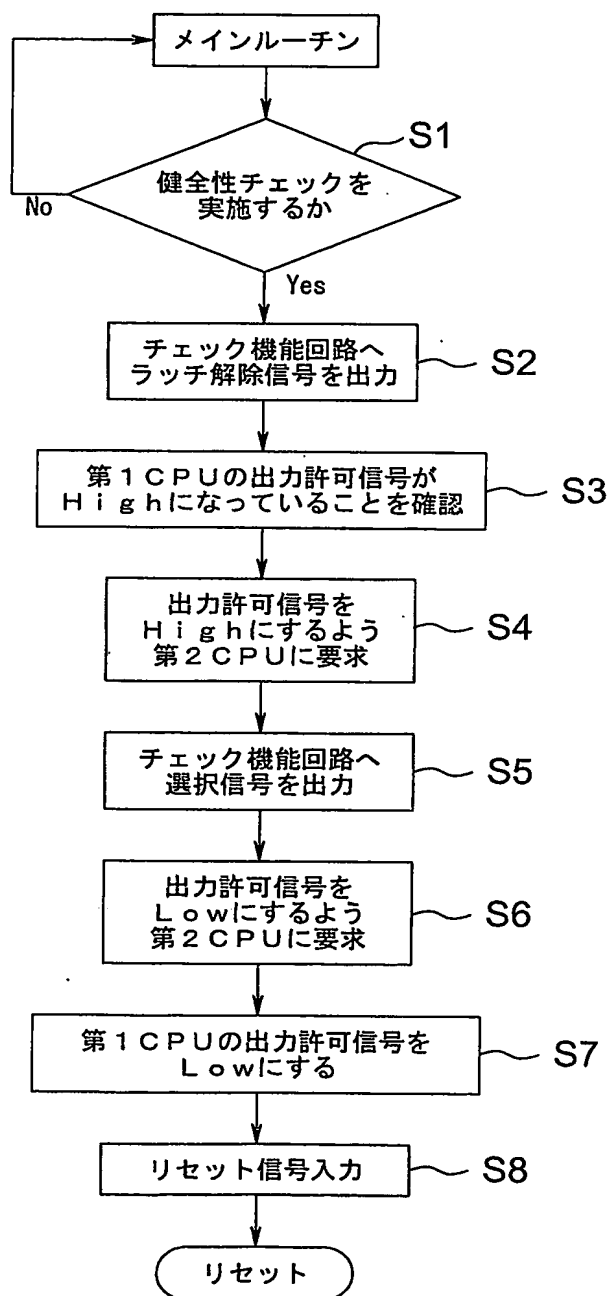 メインルーチン
S1
健全性チェックを
実施するか
No
Yes
チェック機能回路へ
ラッチ解除信号を出力
S2
第１ＣＰＵの出力許可信号が
Ｈｉｇｈになっていることを確認
S3
出力許可信号を
Ｈｉｇｈにするよう
第２ＣＰＵに要求
S4
チェック機能回路へ
選択信号を出力
S5
出力許可信号を
Ｌｏｗにするよう
第２ＣＰＵに要求
S6
第１ＣＰＵの出力許可信号を
Ｌｏｗにする
S7
リセット信号入力
S8
リセット